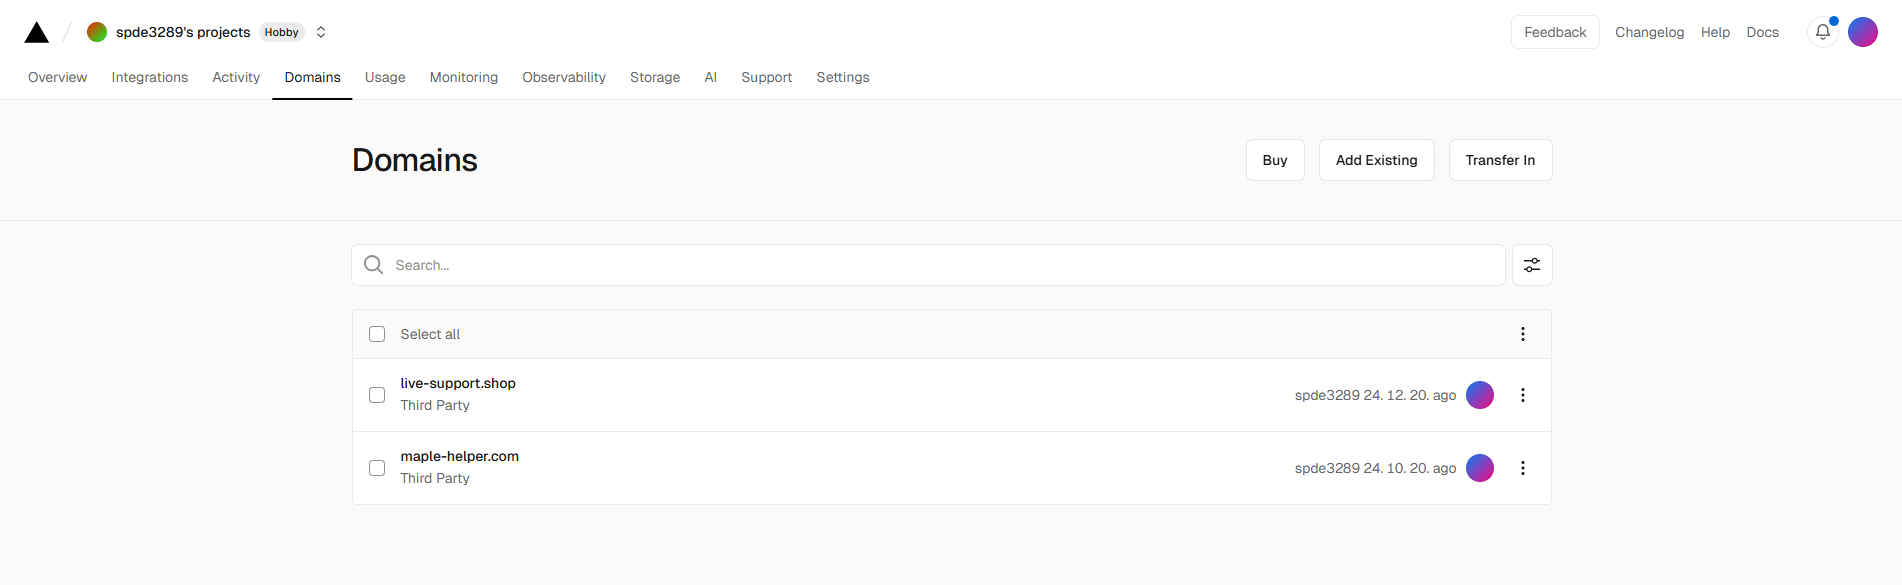 spde3289's projects Hobby
Feedback Changelog Help Docs
Overview Integrations Activity Domains Usage Monitoring Observability Storage AI Support Settings
Domains
Buy Add Existing Transfer In
Search...
Select all
live-support.shop
Third Party
spde3289 24. 12. 20. ago
maple-helper.com
Third Party
spde3289 24. 10. 20. ago